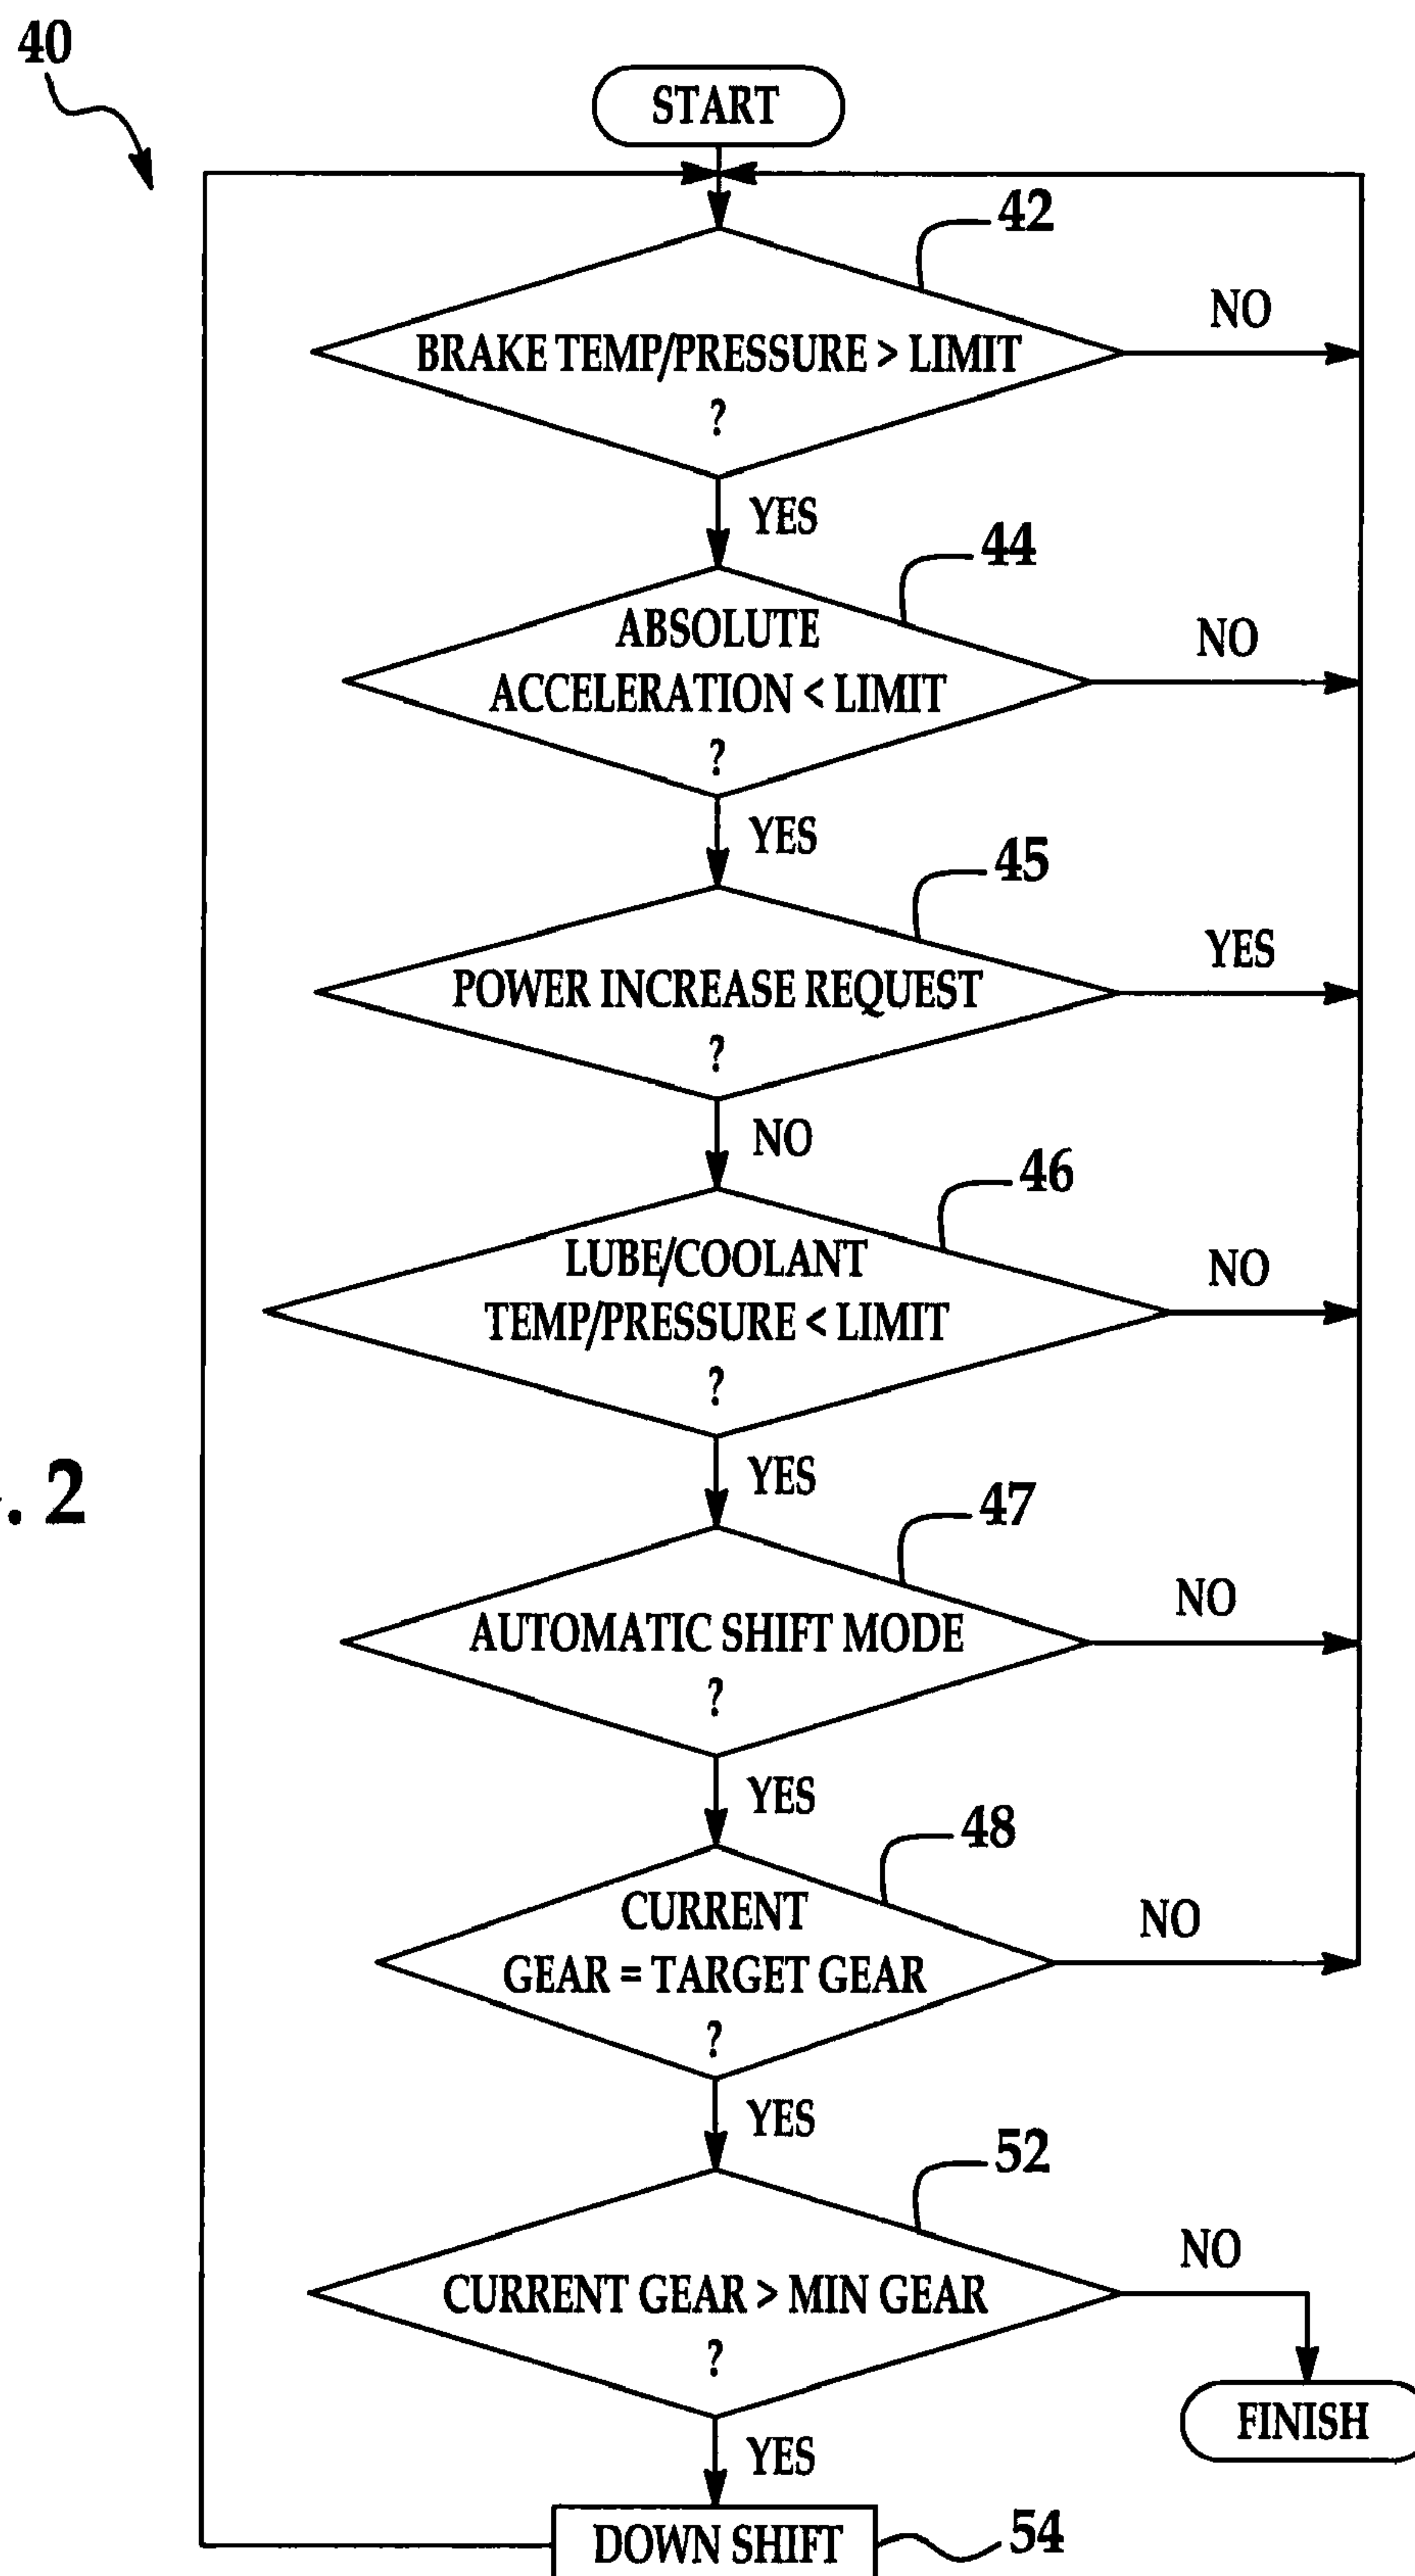 40
START
42
BRAKE TEMP/PRESSURE > LIMIT
?
NO
YES
44
ABSOLUTE
ACCELERATION < LIMIT
?
NO
YES
45
POWER INCREASE REQUEST
?
YES
NO
46
LUBE/COOLANT
TEMP/PRESSURE < LIMIT
?
NO
YES
. 2
47
AUTOMATIC SHIFT MODE
?
NO
YES
48
CURRENT
GEAR = TARGET GEAR
?
NO
YES
52
CURRENT GEAR > MIN GEAR
?
NO
FINISH
YES
DOWN SHIFT
54